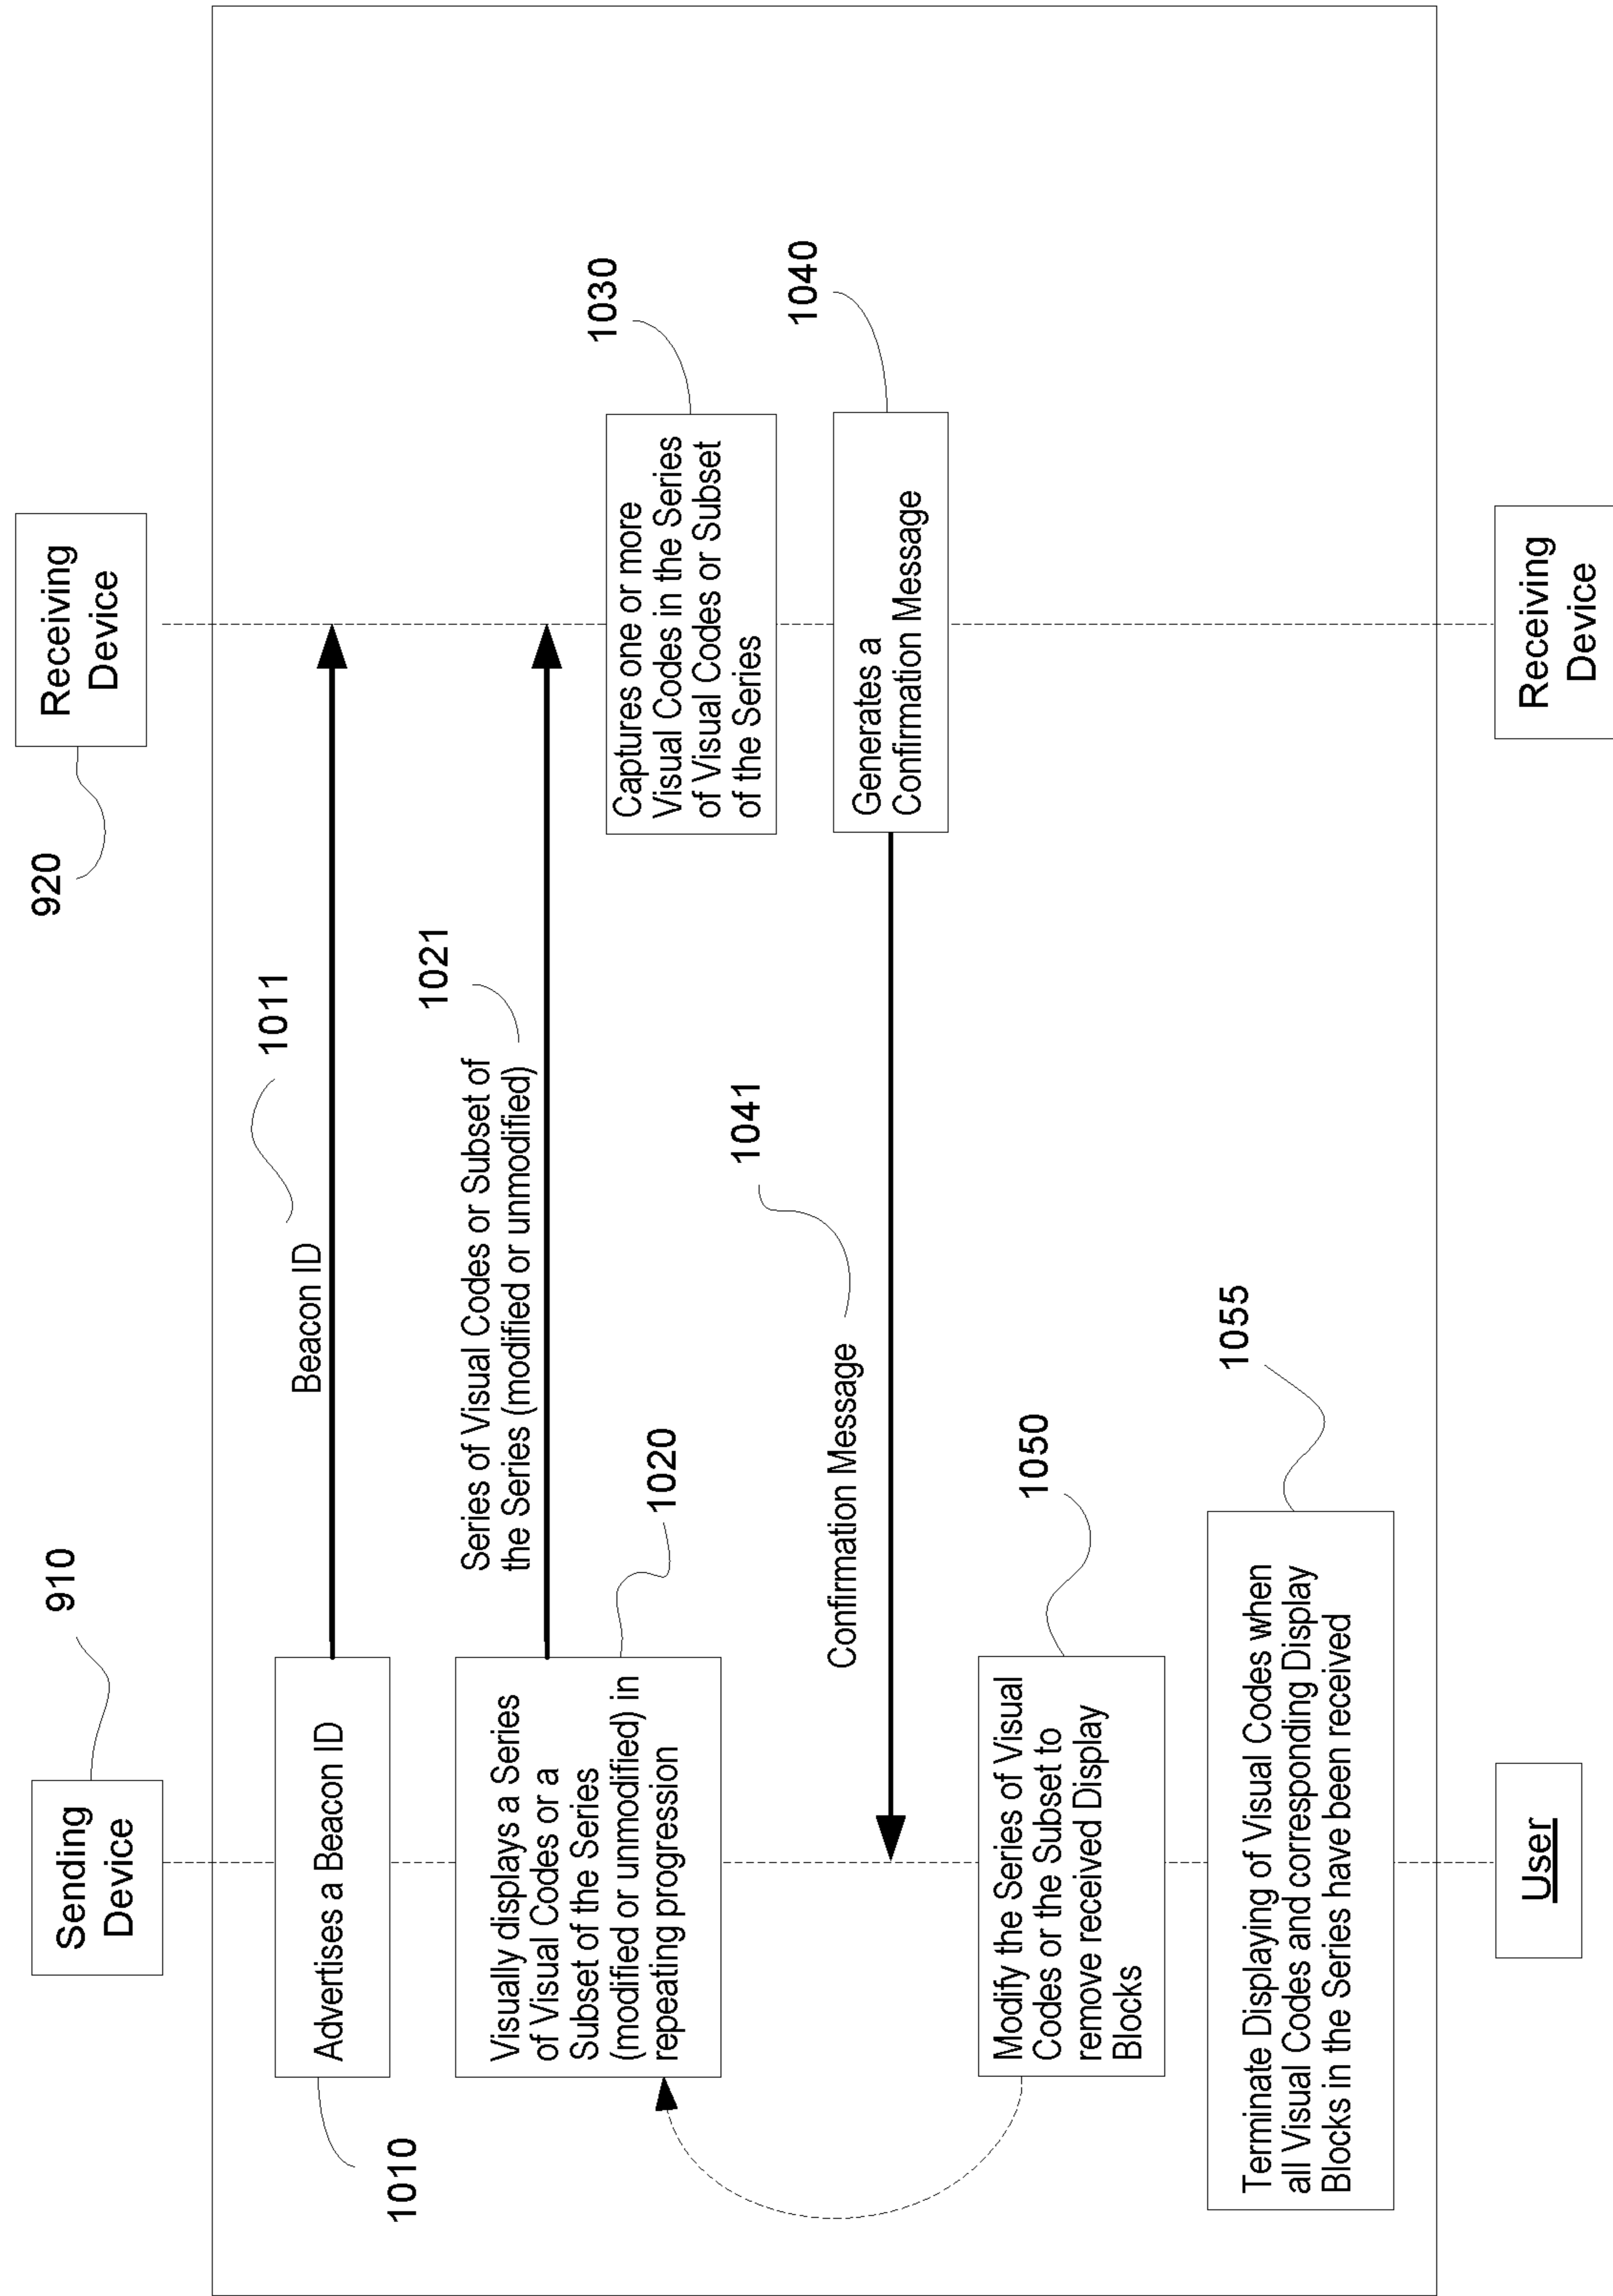 Sending
Device
910
Receiving
Device
920
Advertises a Beacon ID
1010
Beacon ID
1011
Visually displays a Series
of Visual Codes or a
Subset of the Series
(modified or unmodified) in
repeating progression
1020
Series of Visual Codes or Subset of
the Series (modified or unmodified)
1021
Captures one or more
Visual Codes in the Series
of Visual Codes or Subset
of the Series
1030
Generates a
Confirmation Message
1040
Confirmation Message
1041
Modify the Series of Visual
Codes or the Subset to
remove received Display
Blocks
1050
Terminate Displaying of Visual Codes when
all Visual Codes and corresponding Display
Blocks in the Series have been received
1055
User
Receiving
Device